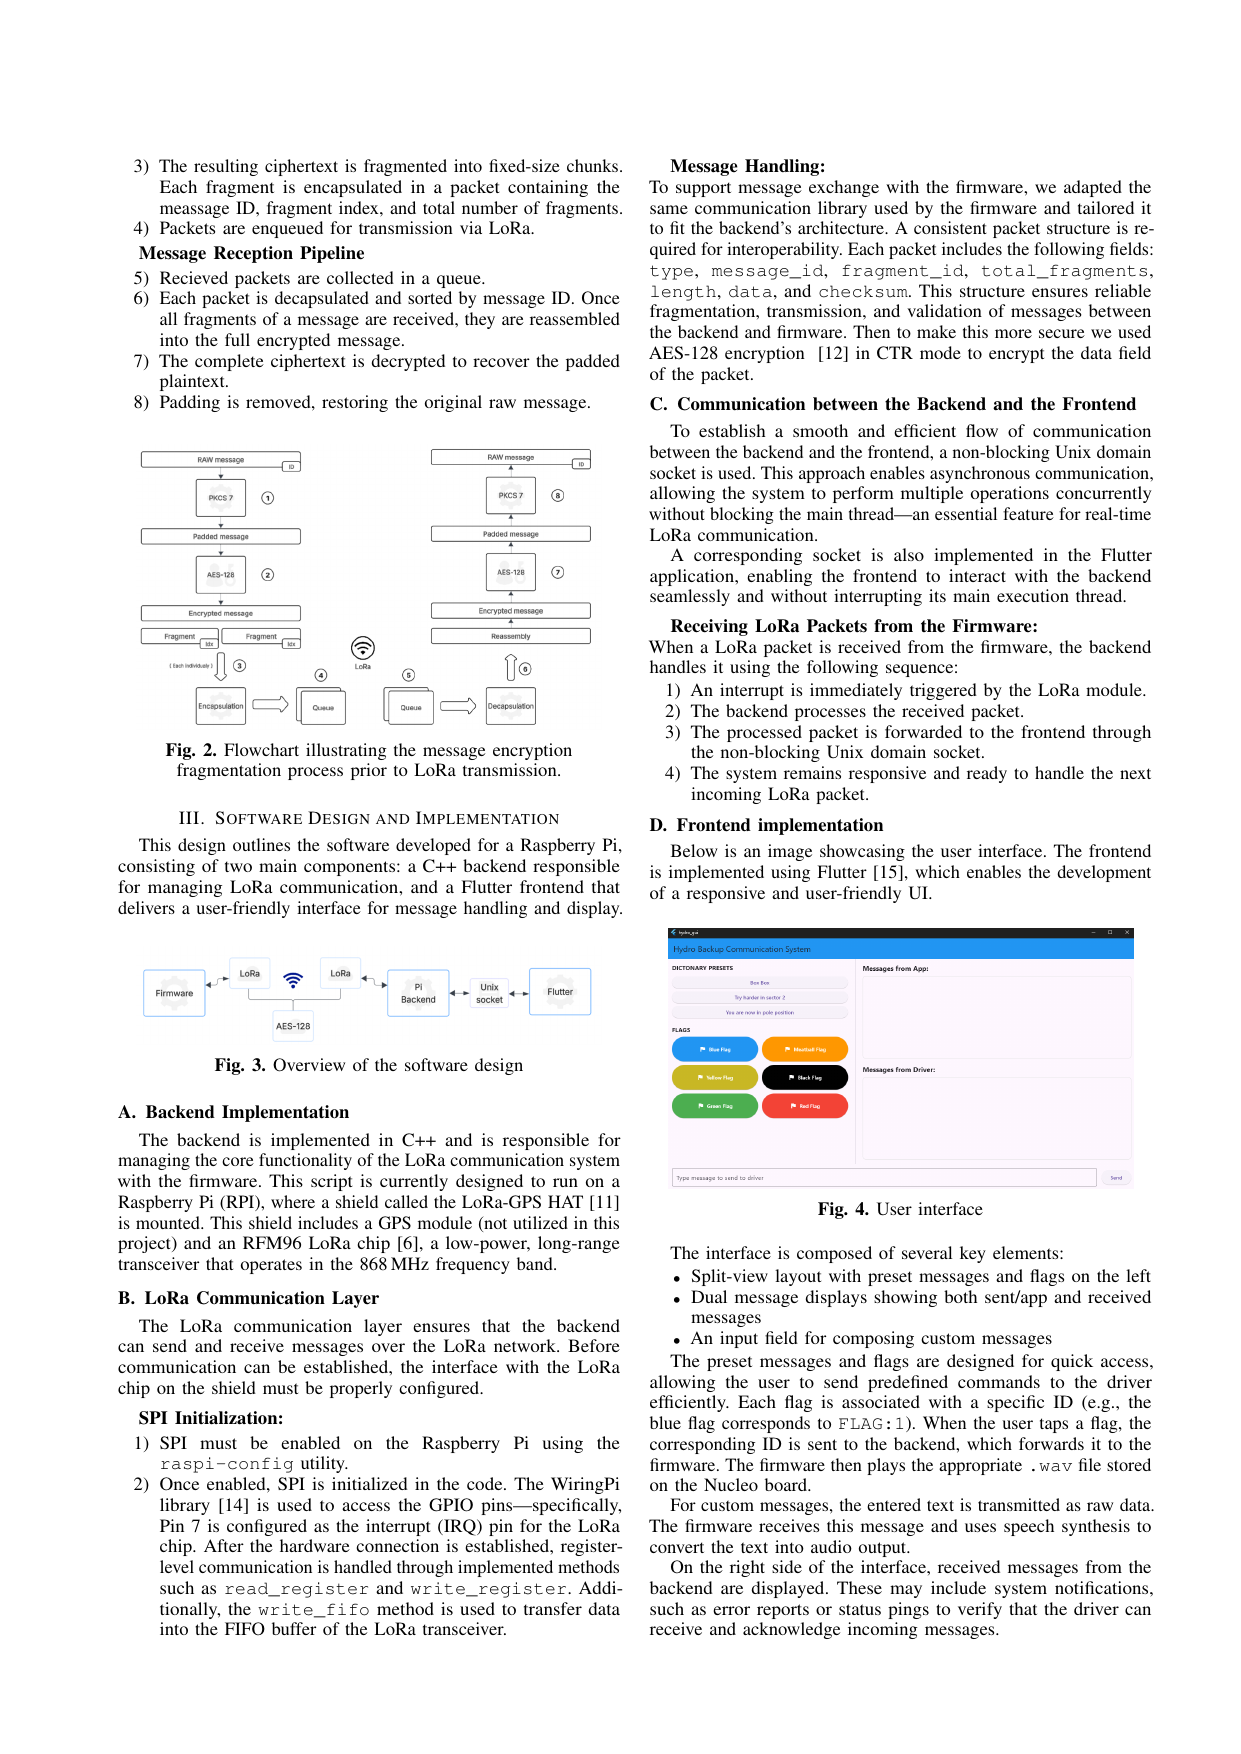 3) The resulting ciphertext is fragmented into fixed-size chunks.
Each fragment is encapsulated in a packet containing the
meassage ID, fragment index, and total number of fragments.
4) Packets are enqueued for transmission via LoRa.
Message Reception Pipeline
5) Recieved packets are collected in a queue.
6) Each packet is decapsulated and sorted by message ID. Once
all fragments of a message are received, they are reassembled
into the full encrypted message.
7) The complete ciphertext is decrypted to recover the padded
plaintext.
8) Padding is removed, restoring the original raw message.
RAW message
ID
PKCS 7
1
Padded message
AES-128
2
Encrypted message
Fragment
Idx
Fragment
Idx
( Each individualy )
3
Encapsulation
4
Queue
LoRa
5
Queue
RAW message
ID
PKCS 7
8
Padded message
AES-128
7
Encrypted message
Reassembly
6
Decapsulation
Fig. 2. Flowchart illustrating the message encryption
fragmentation process prior to LoRa transmission.
III. SOFTWARE DESIGN AND IMPLEMENTATION
This design outlines the software developed for a Raspberry Pi,
consisting of two main components: a C++ backend responsible
for managing LoRa communication, and a Flutter frontend that
delivers a user-friendly interface for message handling and display.
Firmware
LoRa
AES-128
LoRa
Pi
Backend
Unix
socket
Flutter
Fig. 3. Overview of the software design
A. Backend Implementation
The backend is implemented in C++ and is responsible for
managing the core functionality of the LoRa communication system
with the firmware. This script is currently designed to run on a
Raspberry Pi (RPI), where a shield called the LoRa-GPS HAT [11]
is mounted. This shield includes a GPS module (not utilized in this
project) and an RFM96 LoRa chip [6], a low-power, long-range
transceiver that operates in the 868 MHz frequency band.
B. LoRa Communication Layer
The LoRa communication layer ensures that the backend
can send and receive messages over the LoRa network. Before
communication can be established, the interface with the LoRa
chip on the shield must be properly configured.
SPI Initialization:
1) SPI must be enabled on the Raspberry Pi using the
raspi-config utility.
2) Once enabled, SPI is initialized in the code. The WiringPi
library [14] is used to access the GPIO pins—specifically,
Pin 7 is configured as the interrupt (IRQ) pin for the LoRa
chip. After the hardware connection is established, register-
level communication is handled through implemented methods
such as read_register and write_register. Addi-
tionally, the write_fifo method is used to transfer data
into the FIFO buffer of the LoRa transceiver.
Message Handling:
To support message exchange with the firmware, we adapted the
same communication library used by the firmware and tailored it
to fit the backend's architecture. A consistent packet structure is re-
quired for interoperability. Each packet includes the following fields:
type, message_id, fragment_id, total_fragments,
length, data, and checksum. This structure ensures reliable
fragmentation, transmission, and validation of messages between
the backend and firmware. Then to make this more secure we used
AES-128 encryption [12] in CTR mode to encrypt the data field
of the packet.
C. Communication between the Backend and the Frontend
To establish a smooth and efficient flow of communication
between the backend and the frontend, a non-blocking Unix domain
socket is used. This approach enables asynchronous communication,
allowing the system to perform multiple operations concurrently
without blocking the main thread—an essential feature for real-time
LoRa communication.
A corresponding socket is also implemented in the Flutter
application, enabling the frontend to interact with the backend
seamlessly and without interrupting its main execution thread.
Receiving LoRa Packets from the Firmware:
When a LoRa packet is received from the firmware, the backend
handles it using the following sequence:
1) An interrupt is immediately triggered by the LoRa module.
2) The backend processes the received packet.
3) The processed packet is forwarded to the frontend through
the non-blocking Unix domain socket.
4) The system remains responsive and ready to handle the next
incoming LoRa packet.
D. Frontend implementation
Below is an image showcasing the user interface. The frontend
is implemented using Flutter [15], which enables the development
of a responsive and user-friendly UI.
hydro_gui
Hydro Backup Communication System
DICTONARY PRESETS
Box Box
Try harder in sector 2
You are now in pole position
FLAGS
Blue Flag
Meatball Flag
Yellow Flag
Black Flag
Green Flag
Red Flag
Messages from App:
Messages from Driver:
Type message to send to driver
Send
Fig. 4. User interface
The interface is composed of several key elements:
• Split-view layout with preset messages and flags on the left
• Dual message displays showing both sent/app and received
messages
• An input field for composing custom messages
The preset messages and flags are designed for quick access,
allowing the user to send predefined commands to the driver
efficiently. Each flag is associated with a specific ID (e.g., the
blue flag corresponds to FLAG:1). When the user taps a flag, the
corresponding ID is sent to the backend, which forwards it to the
firmware. The firmware then plays the appropriate .wav file stored
on the Nucleo board.
For custom messages, the entered text is transmitted as raw data.
The firmware receives this message and uses speech synthesis to
convert the text into audio output.
On the right side of the interface, received messages from the
backend are displayed. These may include system notifications,
such as error reports or status pings to verify that the driver can
receive and acknowledge incoming messages.